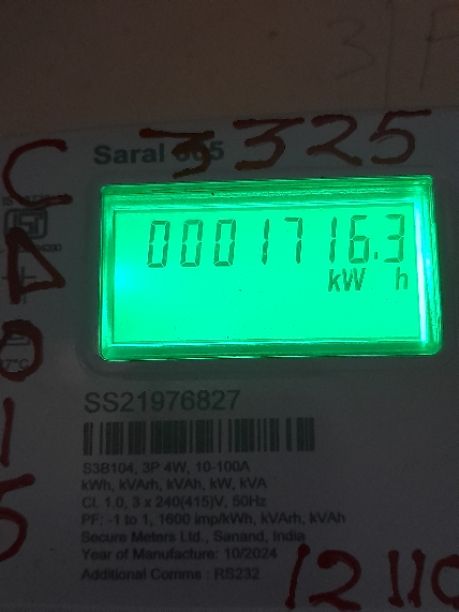 Saral
3325
0001716.3
kW h
SS21976827
S3B104, 3P 4W, 10-100A
kWh, kVArh, kVAh, kW, kVA
Cl. 1.0, 3 x 240(415)V, 50Hz
PF: -1 to 1, 1600 imp/kWh, kVArh, kVAh
Secure Meters Ltd., Sanand, India
Year of Manufacture: 10/2024
Additional Comms : RS232
12110